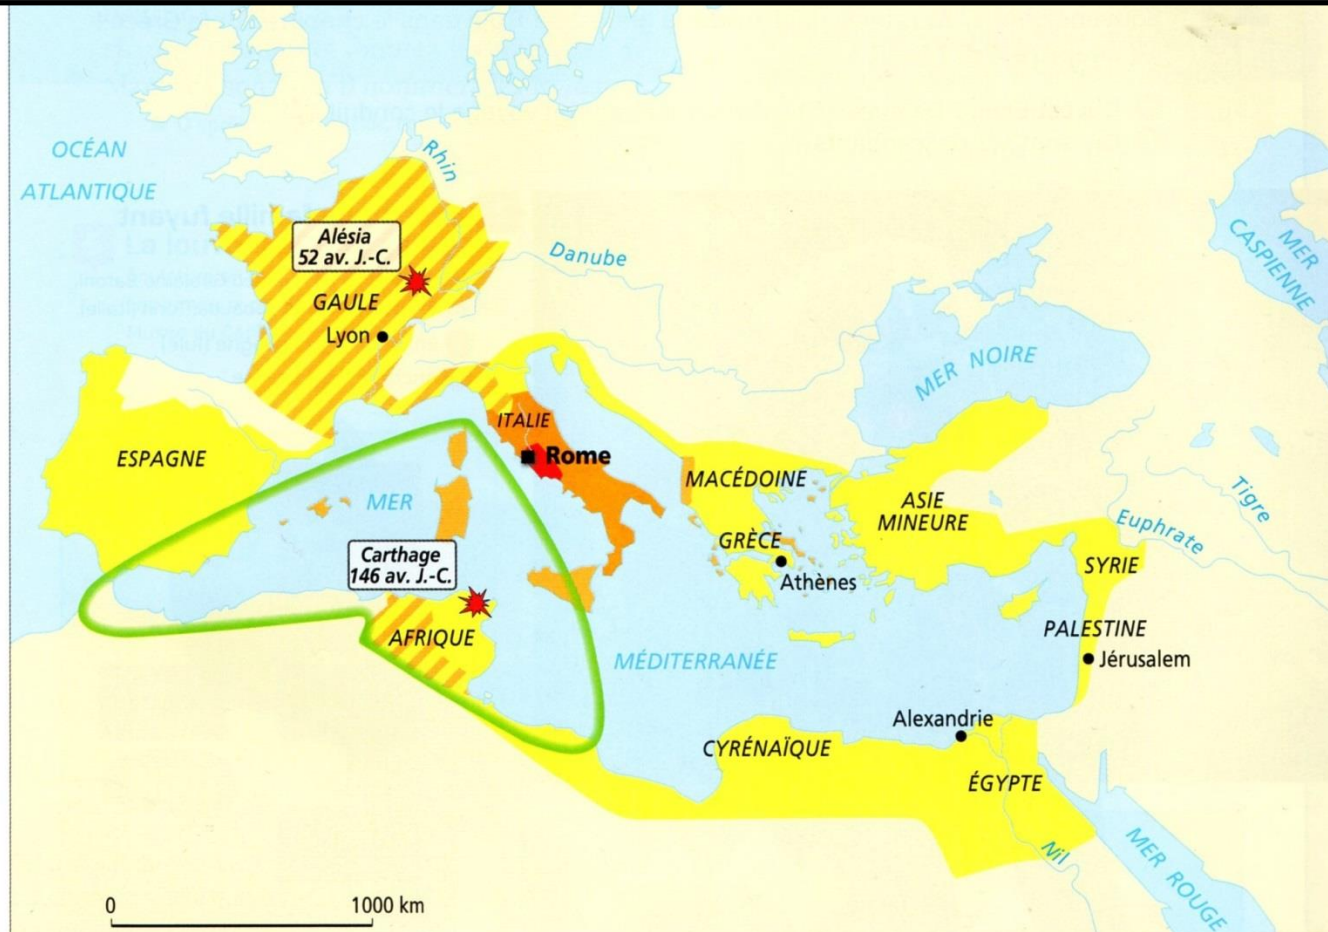 OCÉAN
ATLANTIQUE
Rhin
Alésia
52 av. J.-C.
GAULE
Lyon
Danube
MER
CASPIENNE
MER NOIRE
ESPAGNE
ITALIE
Rome
MER
MACÉDOINE
ASIE
MINEURE
Tigre
Euphrate
GRÈCE
Athènes
SYRIE
Carthage
146 av. J.-C.
AFRIQUE
MÉDITERRANÉE
PALESTINE
Jérusalem
Alexandrie
CYRÉNAÏQUE
ÉGYPTE
Nil
MER ROUGE
0
1000 km